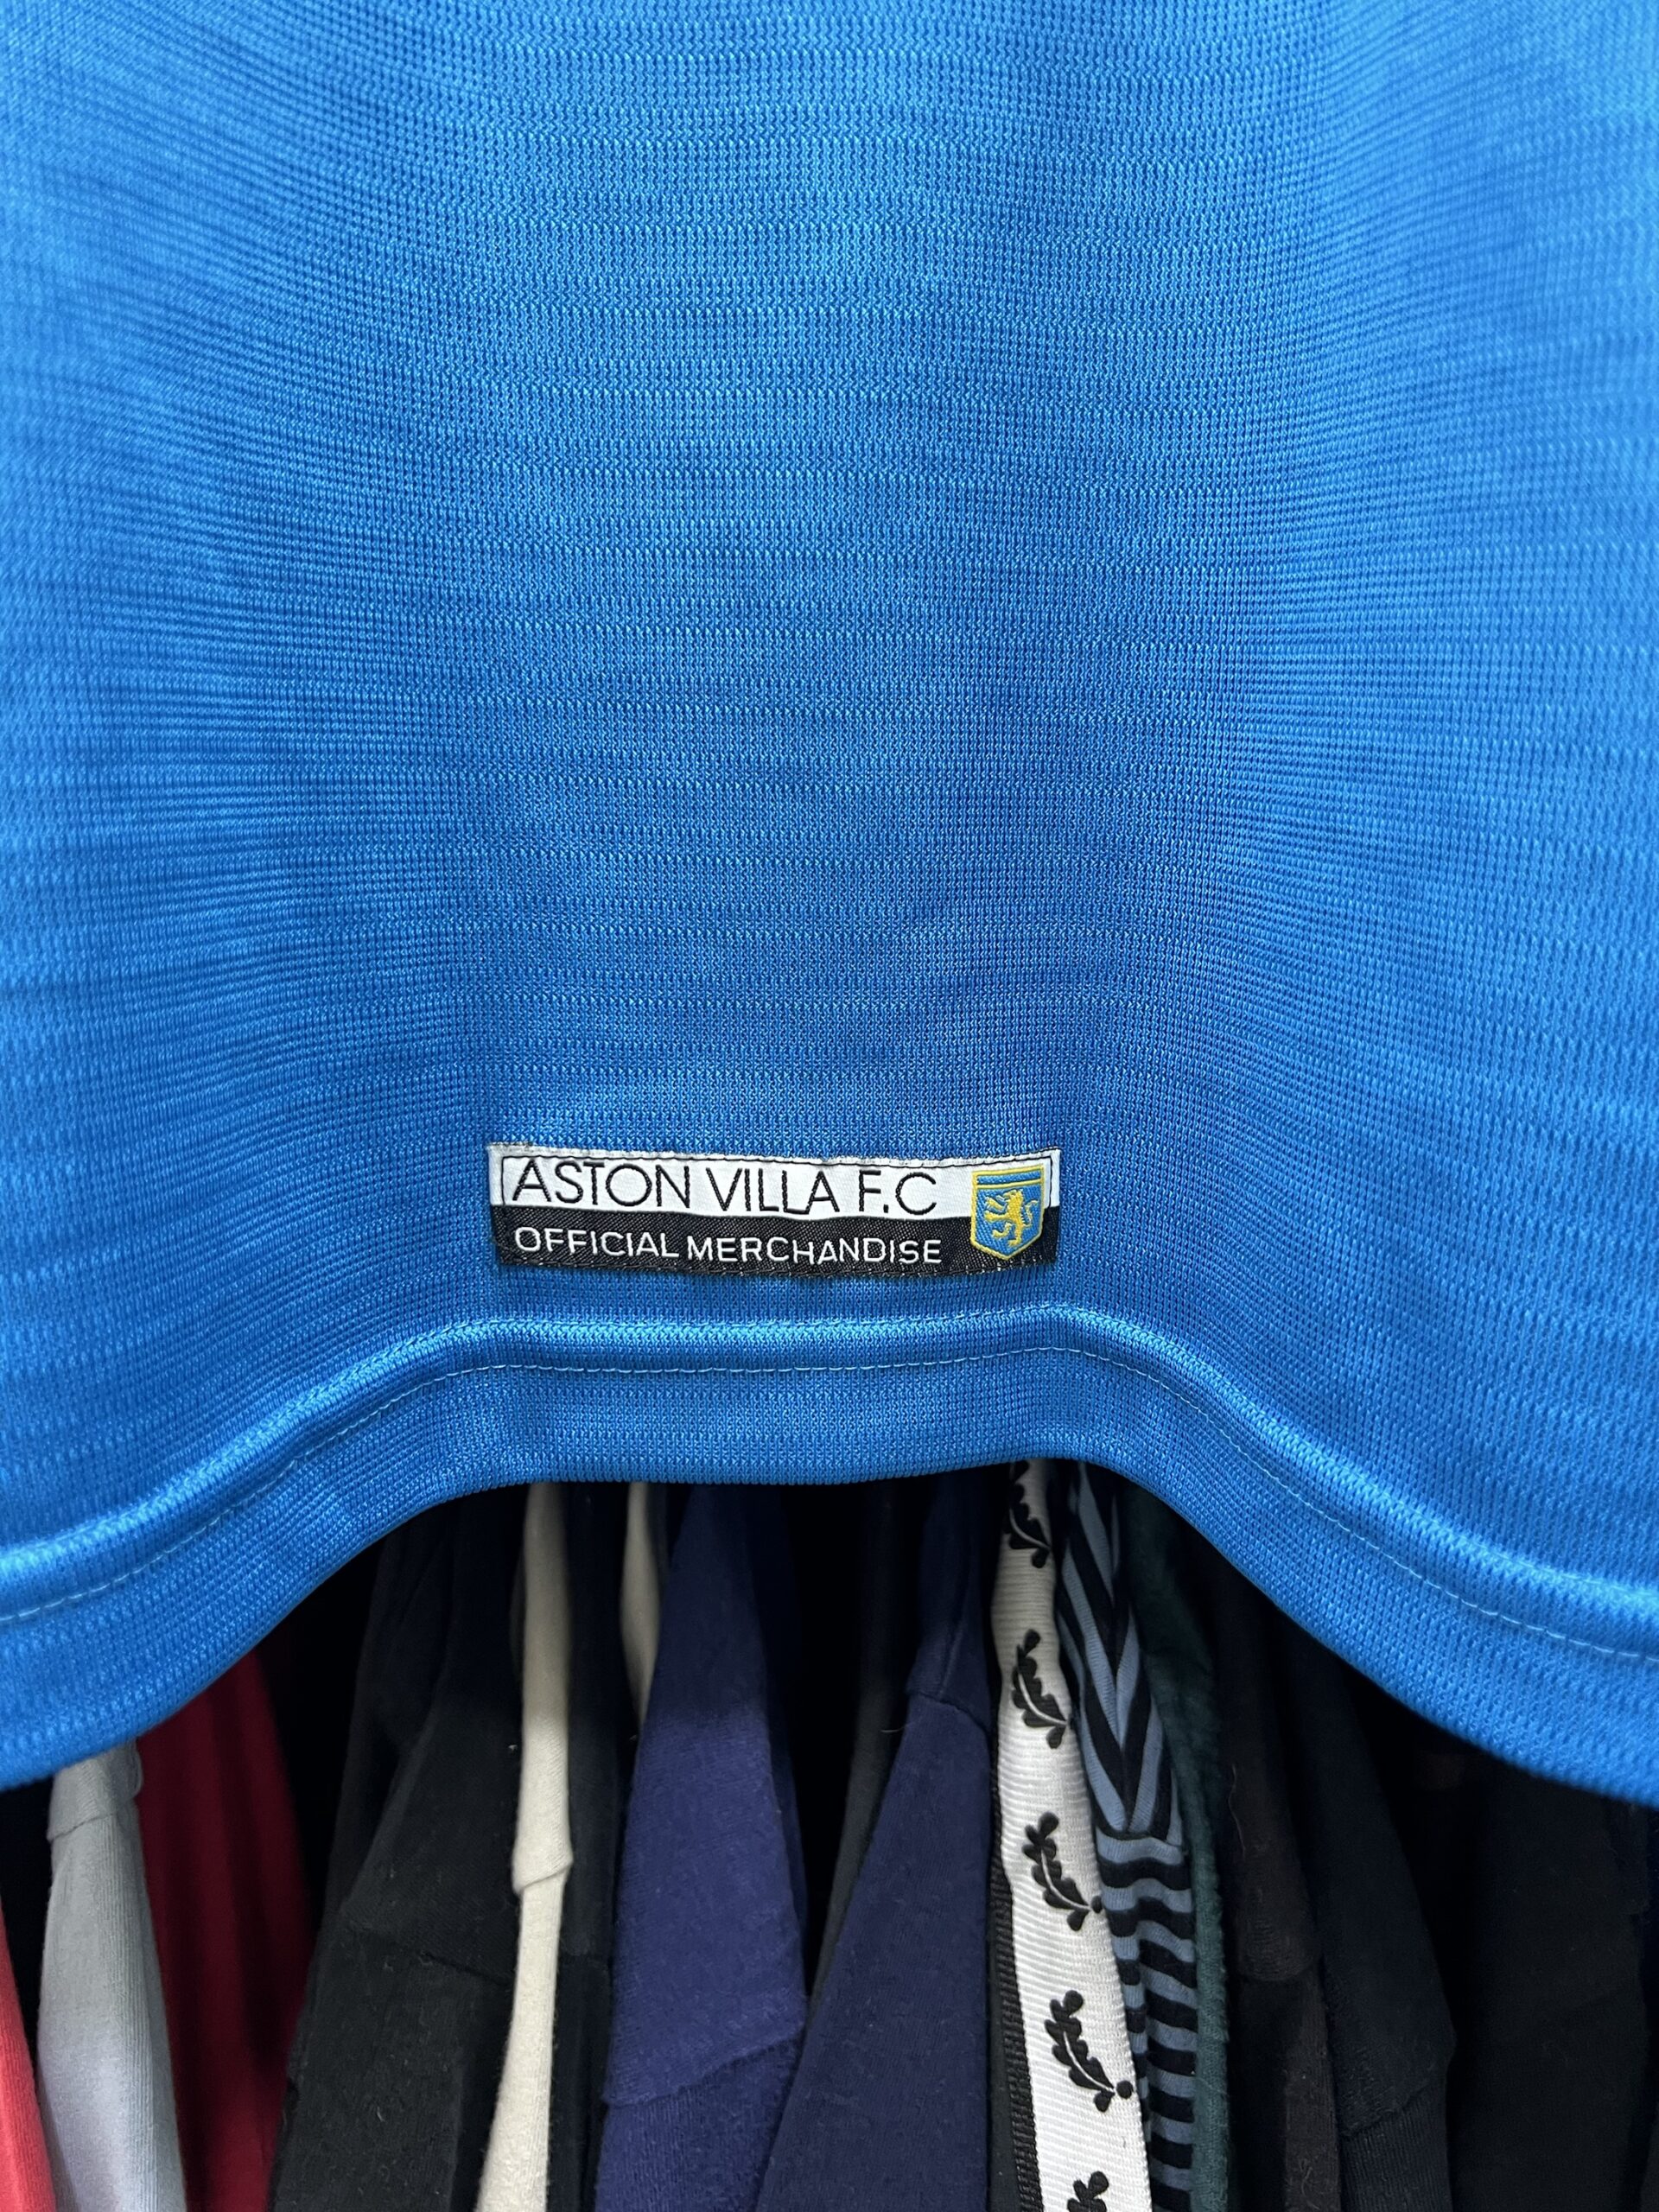 ASTON VILLA F.C
OFFICIAL MERCHANDISE